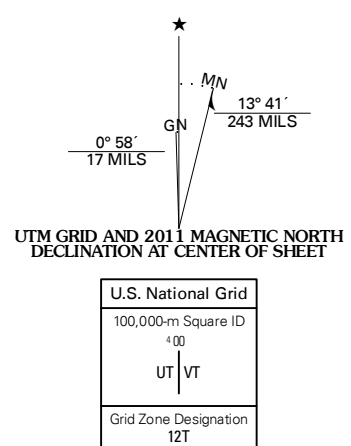 ★
MN
GN
13° 41´
243 MILS
0° 58´
17 MILS
UTM GRID AND 2011 MAGNETIC NORTH
DECLINATION AT CENTER OF SHEET
U.S. National Grid
100,000-m Square ID
⁴00
UT VT
Grid Zone Designation
12T